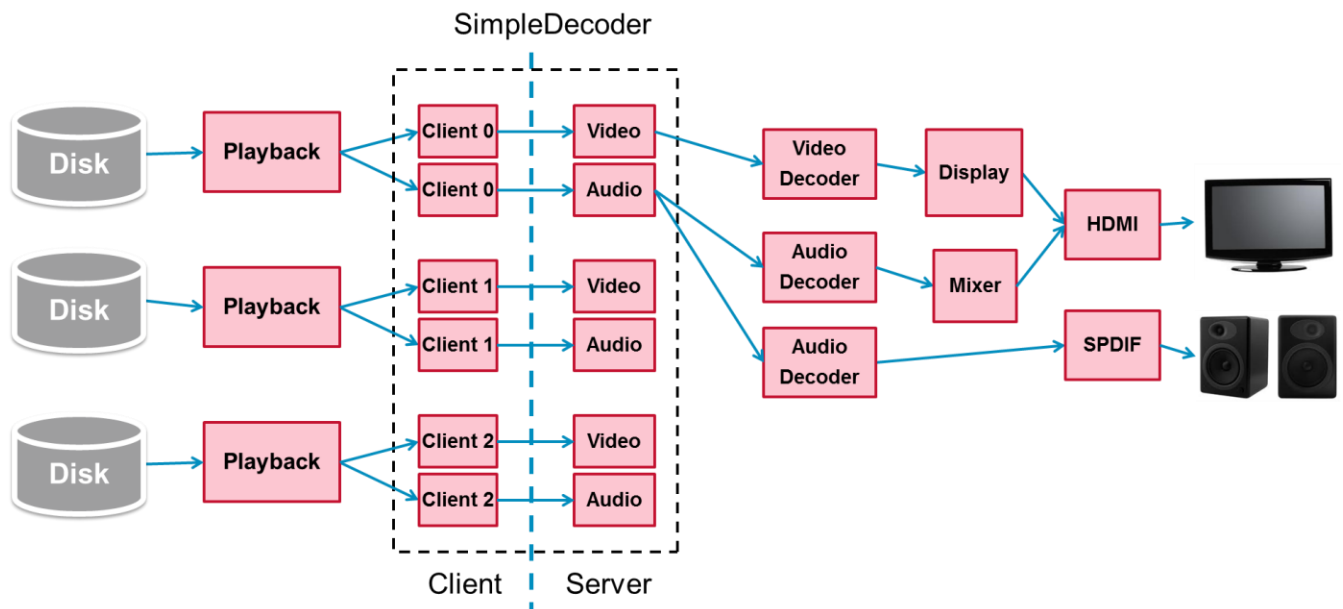 SimpleDecoder
Disk
Playback
Client 0
Video
Client 0
Audio
Video
Decoder
Display
Audio
Decoder
Mixer
HDMI
Disk
Playback
Client 1
Video
Client 1
Audio
Audio
Decoder
SPDIF
Disk
Playback
Client 2
Video
Client 2
Audio
Client
Server